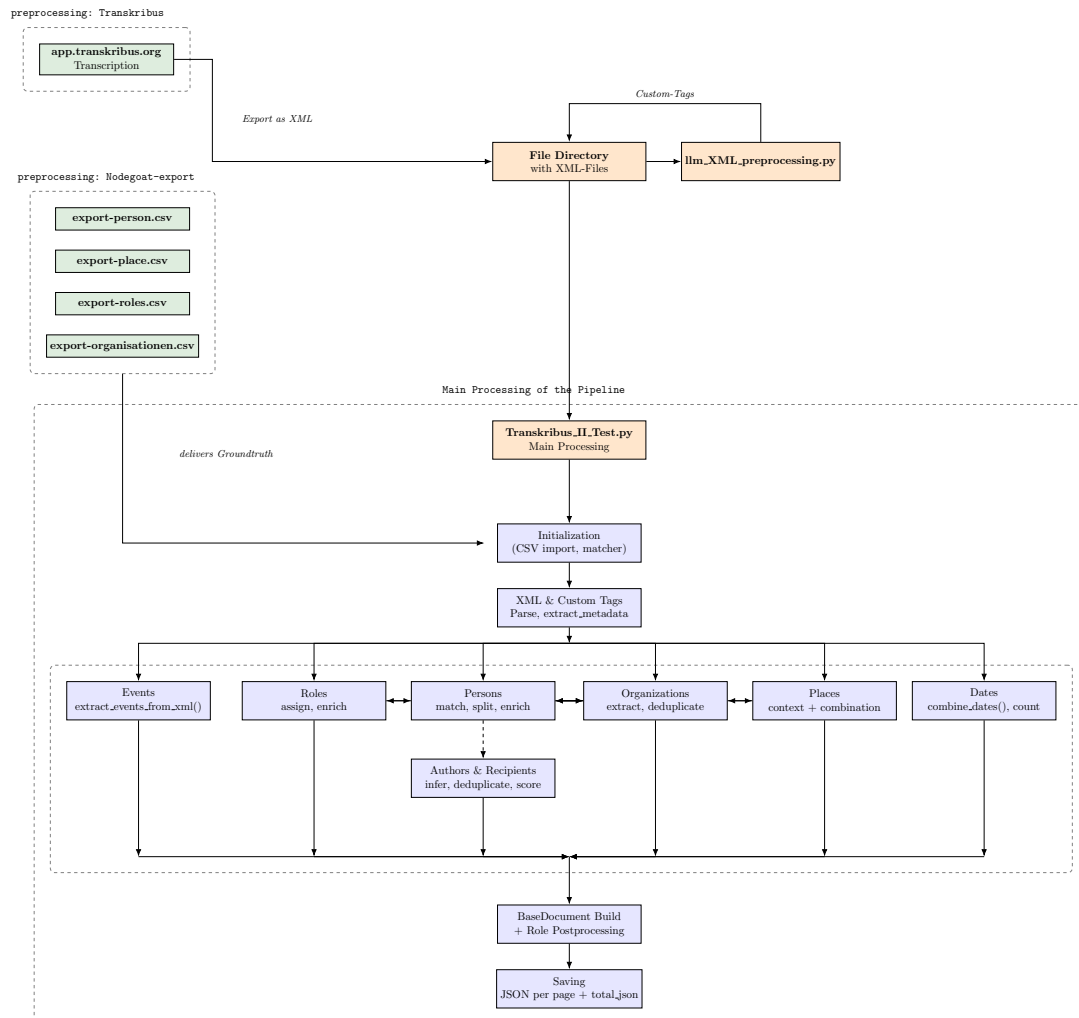 preprocessing: Transkribus
app.transkribus.org
Transcription
Export as XML
Custom-Tags
File Directory
with XML-Files
llm_XML_preprocessing.py
preprocessing: Nodegoat-export
export-person.csv
export-place.csv
export-roles.csv
export-organisationen.csv
delivers Groundtruth
Main Processing of the Pipeline
Transkribus_II_Test.py
Main Processing
Initialization
(CSV import, matcher)
XML & Custom Tags
Parse, extract_metadata
Events
extract_events_from_xml()
Roles
assign, enrich
Persons
match, split, enrich
Organizations
extract, deduplicate
Places
context + combination
Dates
combine_dates(), count
Authors & Recipients
infer, deduplicate, score
BaseDocument Build
+ Role Postprocessing
Saving
JSON per page + total_json